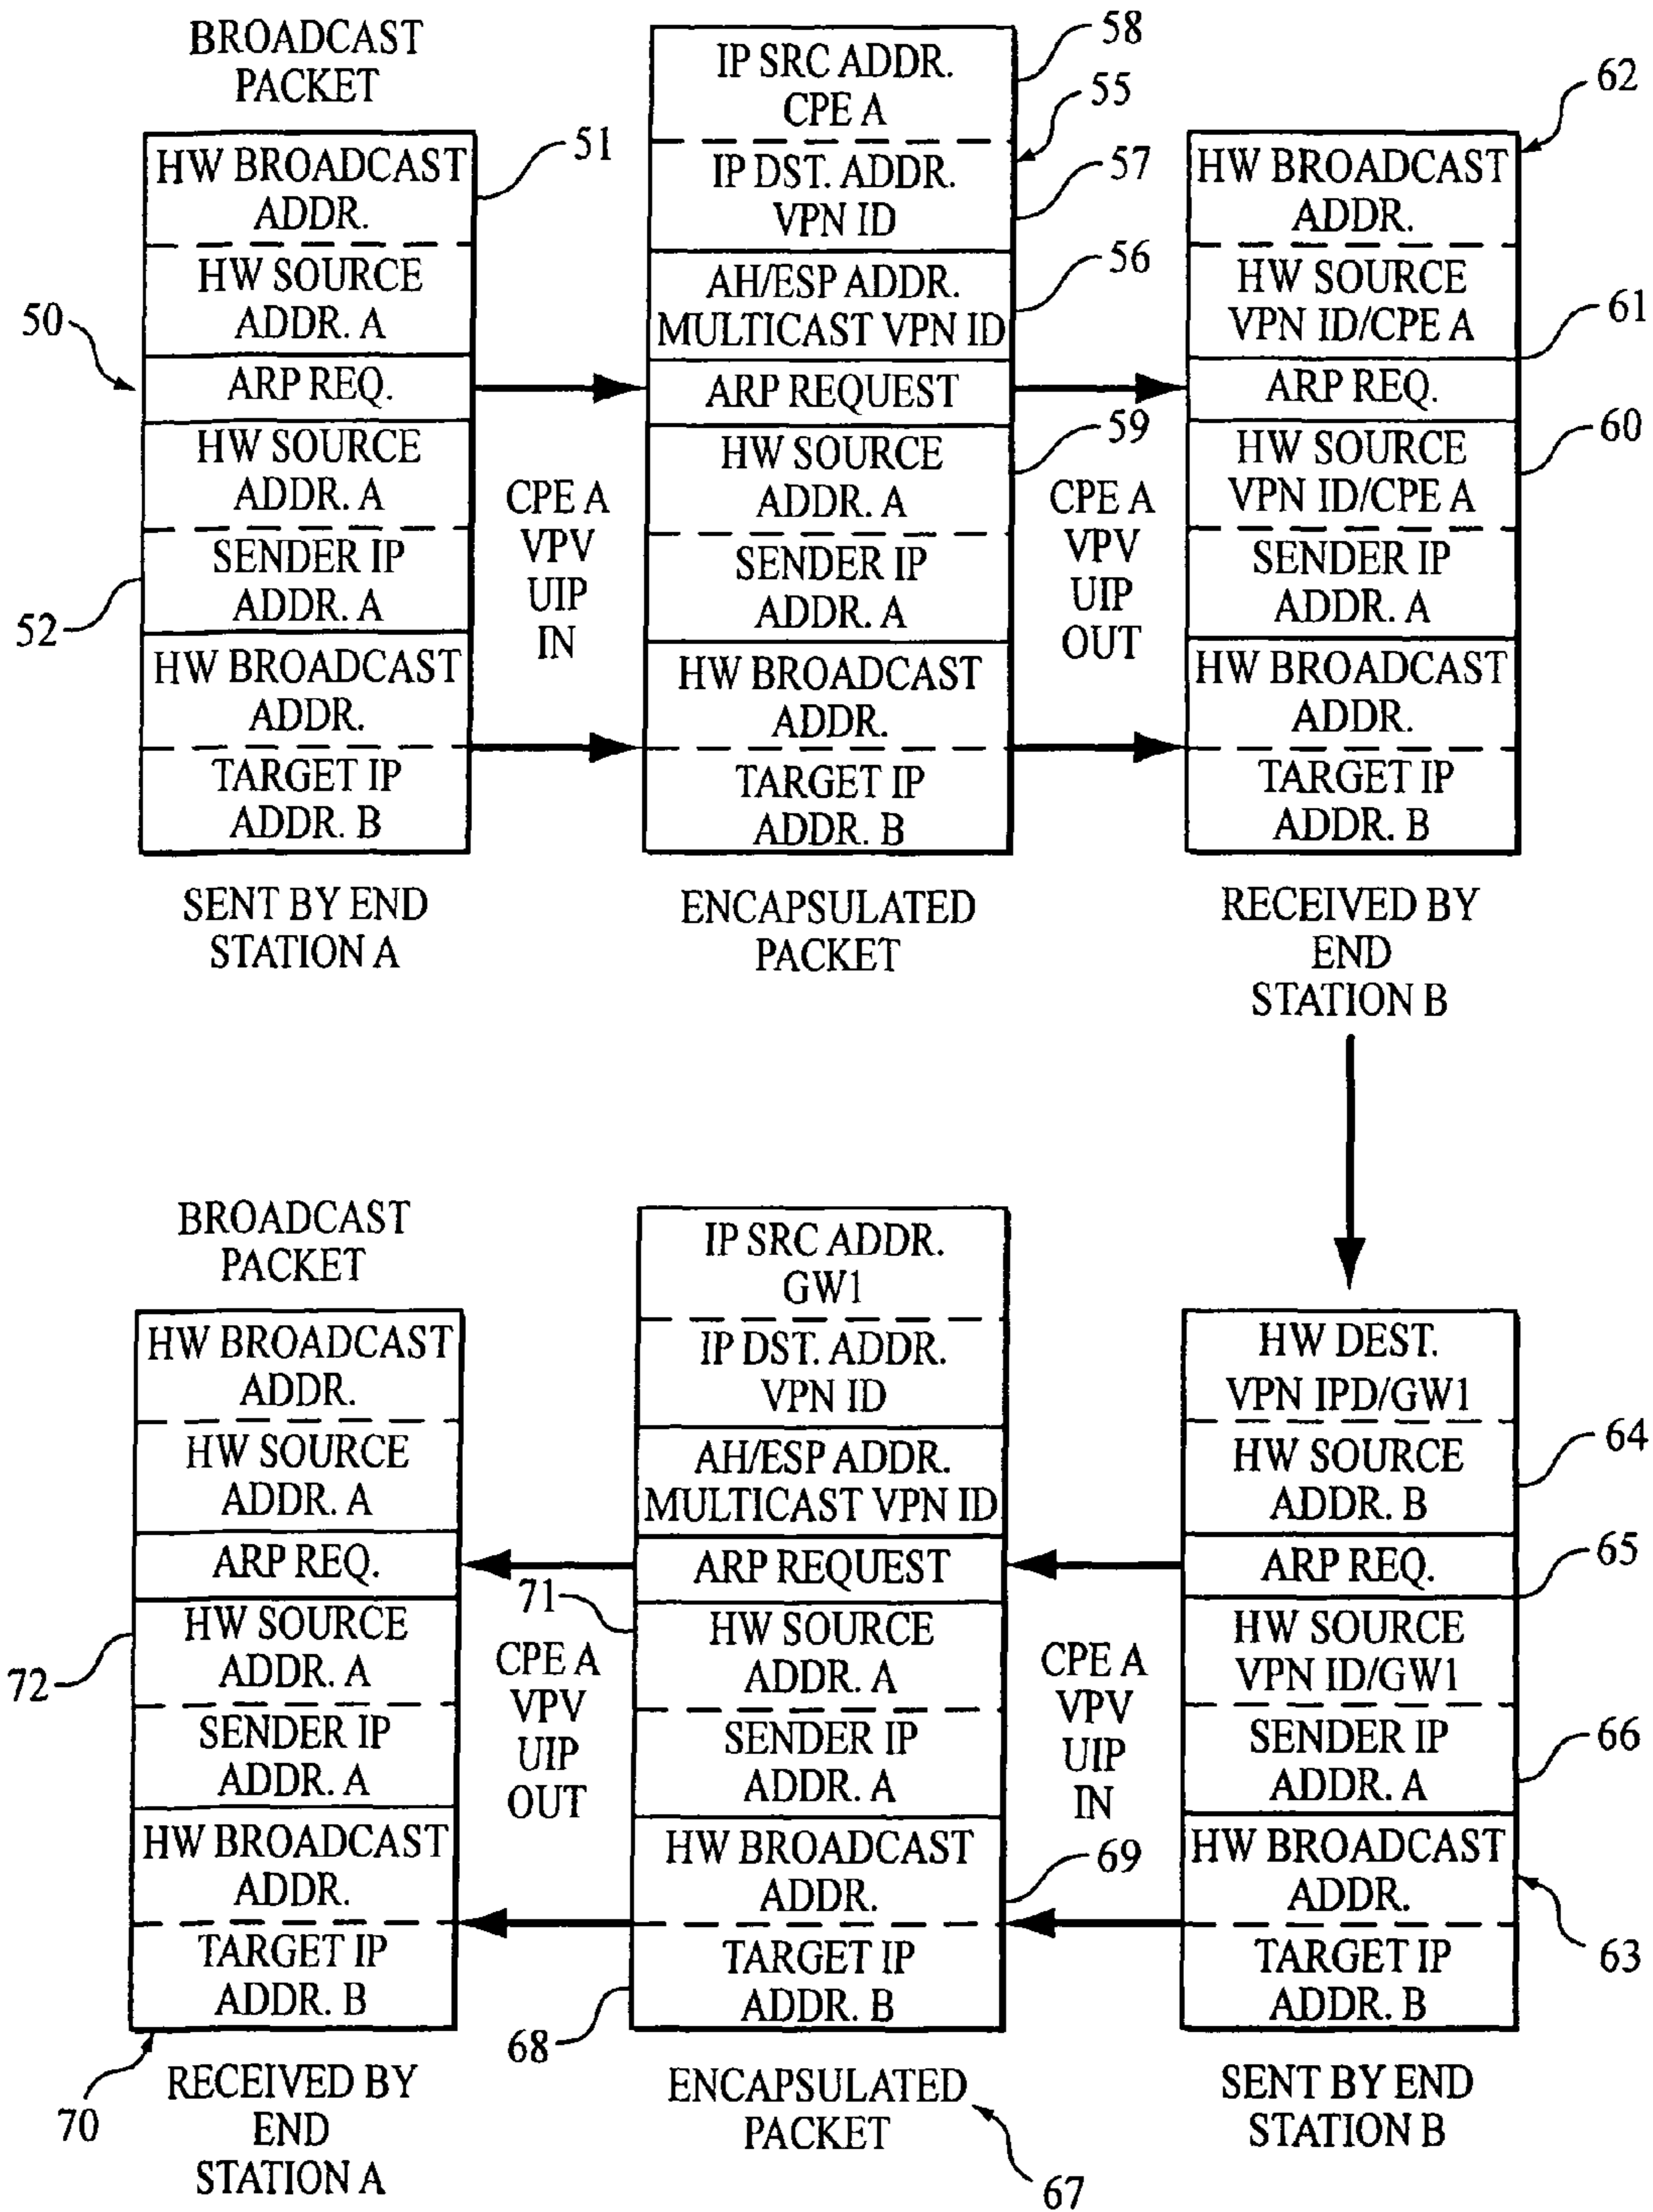 BROADCAST
PACKET
HW BROADCAST
ADDR.
HW SOURCE
ADDR. A
ARP REQ.
HW SOURCE
ADDR. A
SENDER IP
ADDR. A
HW BROADCAST
ADDR.
TARGET IP
ADDR. B
SENT BY END
STATION A
50
51
52
CPE A
VPV
UIP
IN
IP SRC ADDR.
CPE A
IP DST. ADDR.
VPN ID
AH/ESP ADDR.
MULTICAST VPN ID
ARP REQUEST
HW SOURCE
ADDR. A
SENDER IP
ADDR. A
HW BROADCAST
ADDR.
TARGET IP
ADDR. B
ENCAPSULATED
PACKET
58
55
57
56
59
CPE A
VPV
UIP
OUT
HW BROADCAST
ADDR.
HW SOURCE
VPN ID/CPE A
ARP REQ.
HW SOURCE
VPN ID/CPE A
SENDER IP
ADDR. A
HW BROADCAST
ADDR.
TARGET IP
ADDR. B
RECEIVED BY
END
STATION B
62
61
60
BROADCAST
PACKET
HW BROADCAST
ADDR.
HW SOURCE
ADDR. A
ARP REQ.
HW SOURCE
ADDR. A
SENDER IP
ADDR. A
HW BROADCAST
ADDR.
TARGET IP
ADDR. B
RECEIVED BY
END
STATION A
72
70
71
CPE A
VPV
UIP
OUT
IP SRC ADDR.
GW1
IP DST. ADDR.
VPN ID
AH/ESP ADDR.
MULTICAST VPN ID
ARP REQUEST
HW SOURCE
ADDR. A
SENDER IP
ADDR. A
HW BROADCAST
ADDR.
TARGET IP
ADDR. B
ENCAPSULATED
PACKET
68
69
67
CPE A
VPV
UIP
IN
HW DEST.
VPN IPD/GW1
HW SOURCE
ADDR. B
ARP REQ.
HW SOURCE
VPN ID/GW1
SENDER IP
ADDR. A
HW BROADCAST
ADDR.
TARGET IP
ADDR. B
SENT BY END
STATION B
64
65
66
63